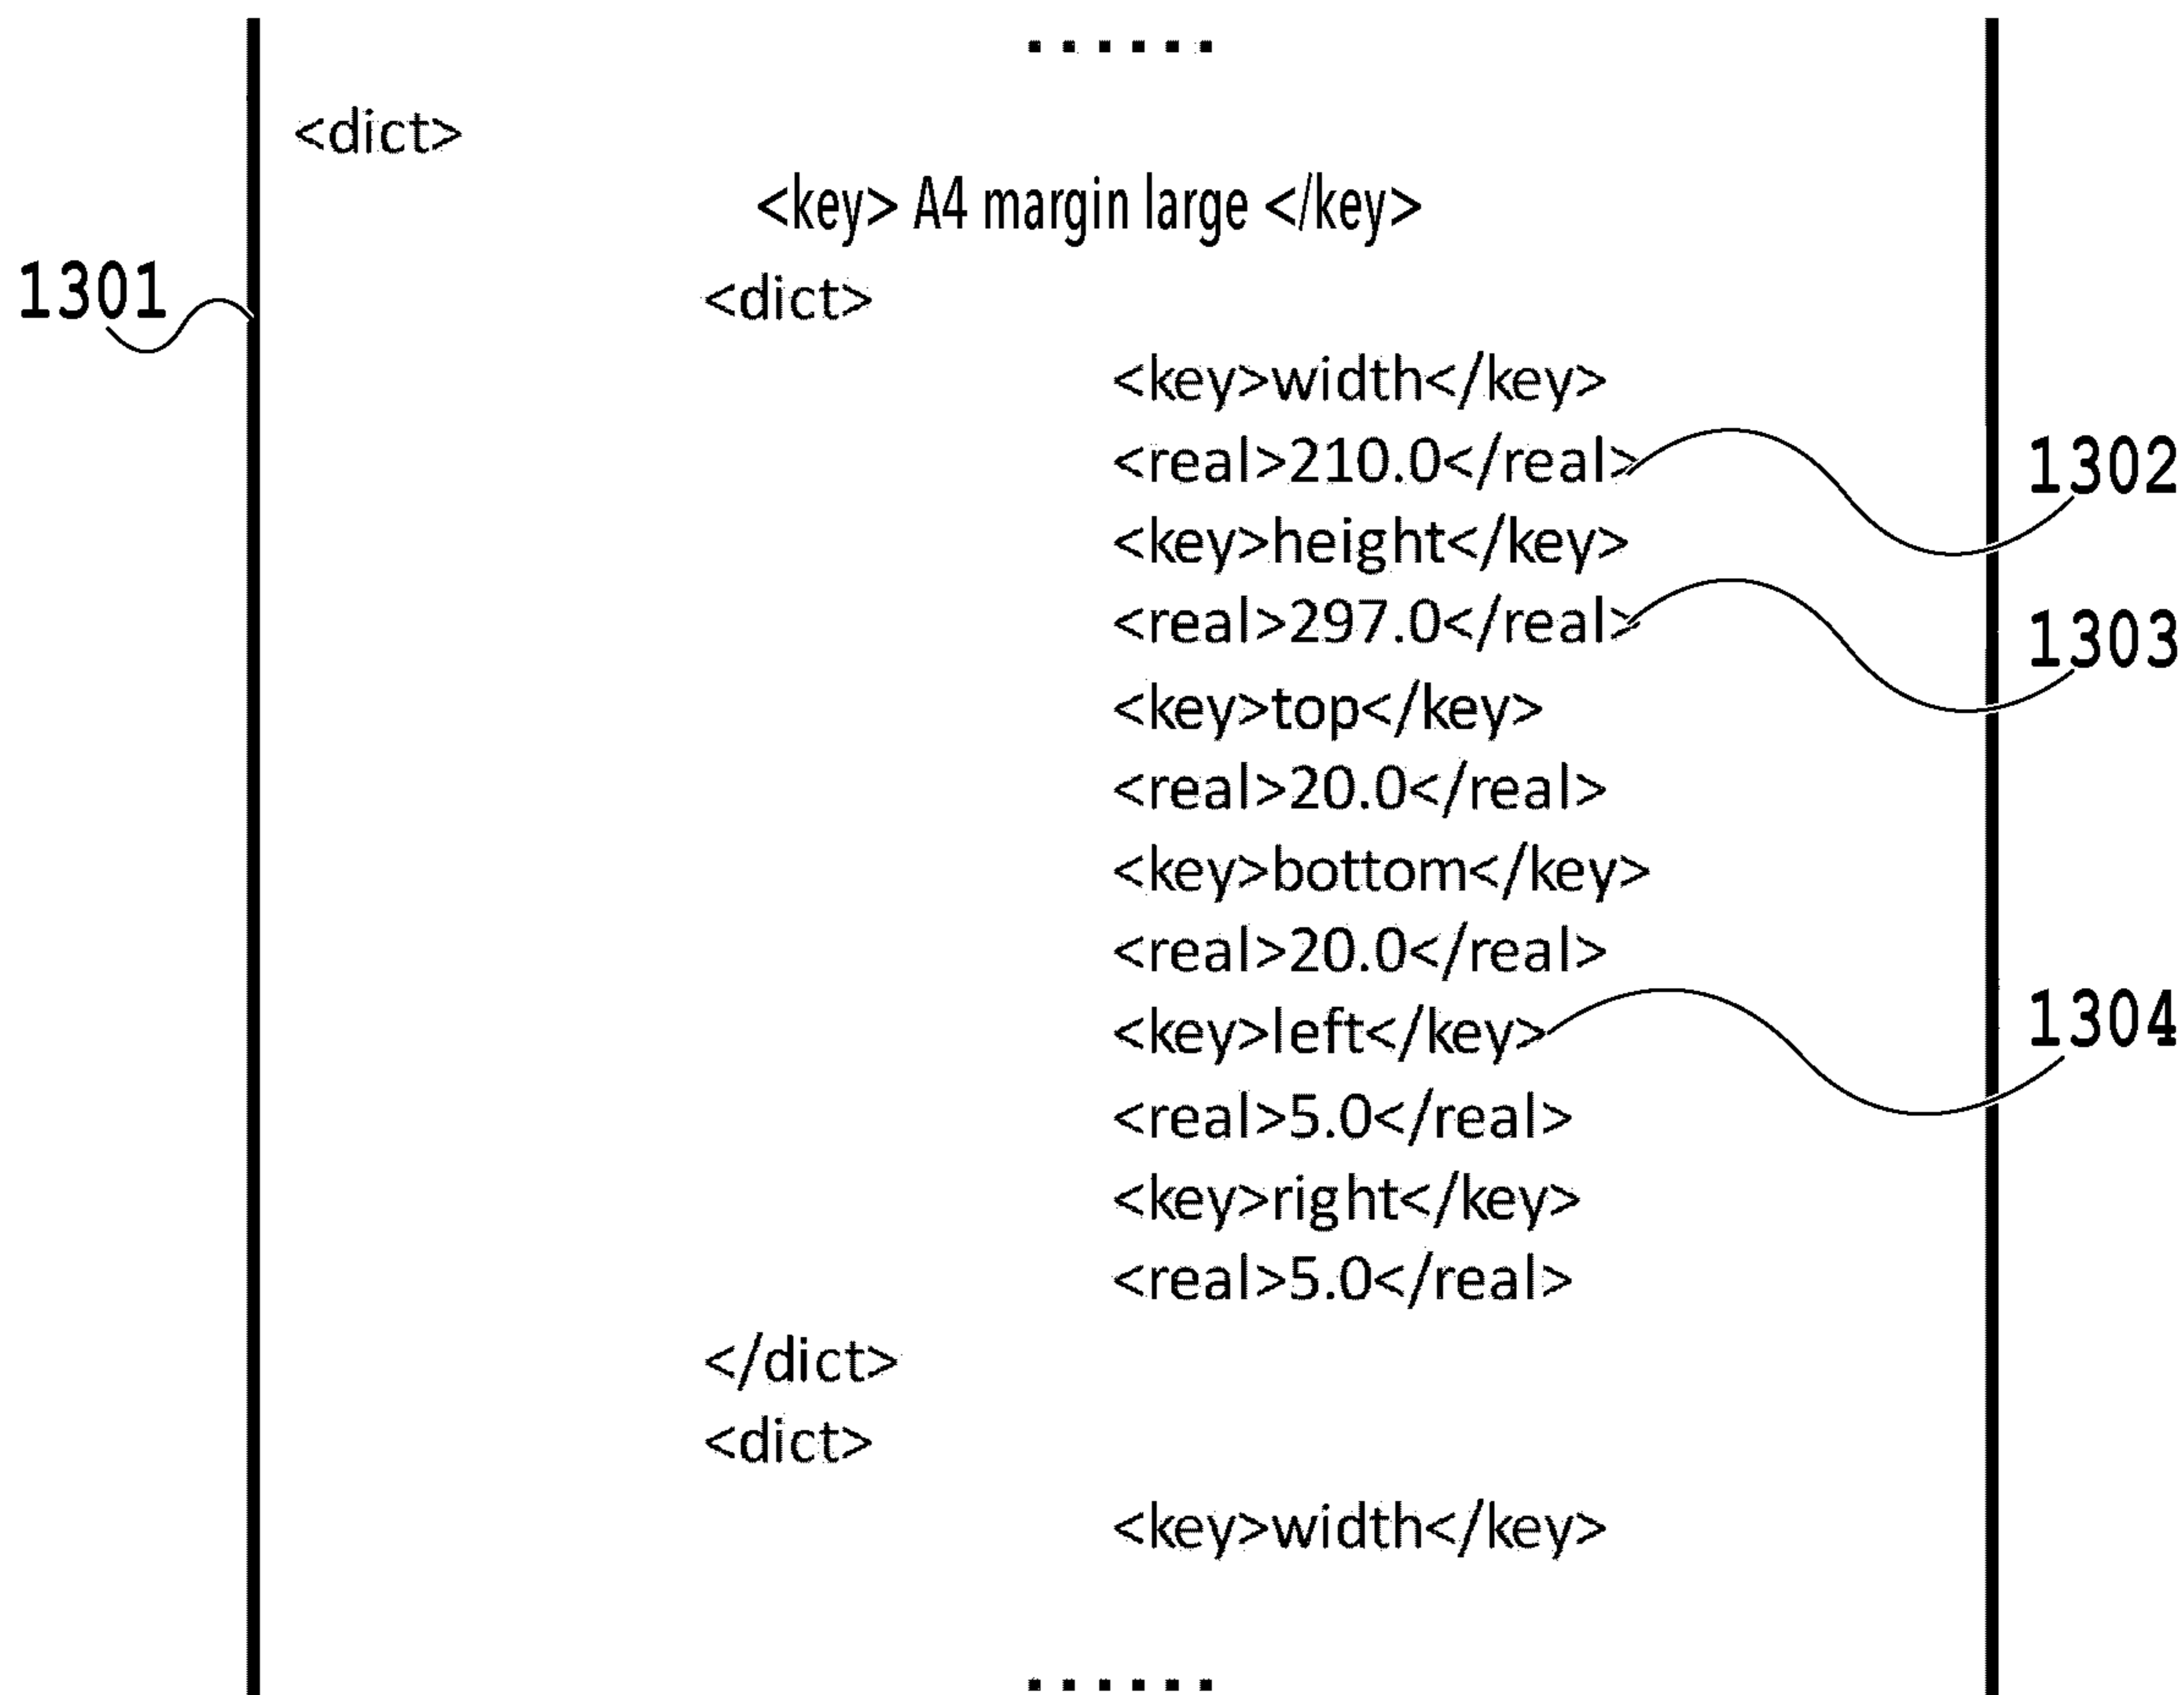 ......
<dict>
<key> A4 margin large </key>
1301
<dict>
<key>width</key>
<real>210.0</real>
1302
<key>height</key>
<real>297.0</real>
1303
<key>top</key>
<real>20.0</real>
<key>bottom</key>
<real>20.0</real>
<key>left</key>
1304
<real>5.0</real>
<key>right</key>
<real>5.0</real>
</dict>
<dict>
<key>width</key>
......